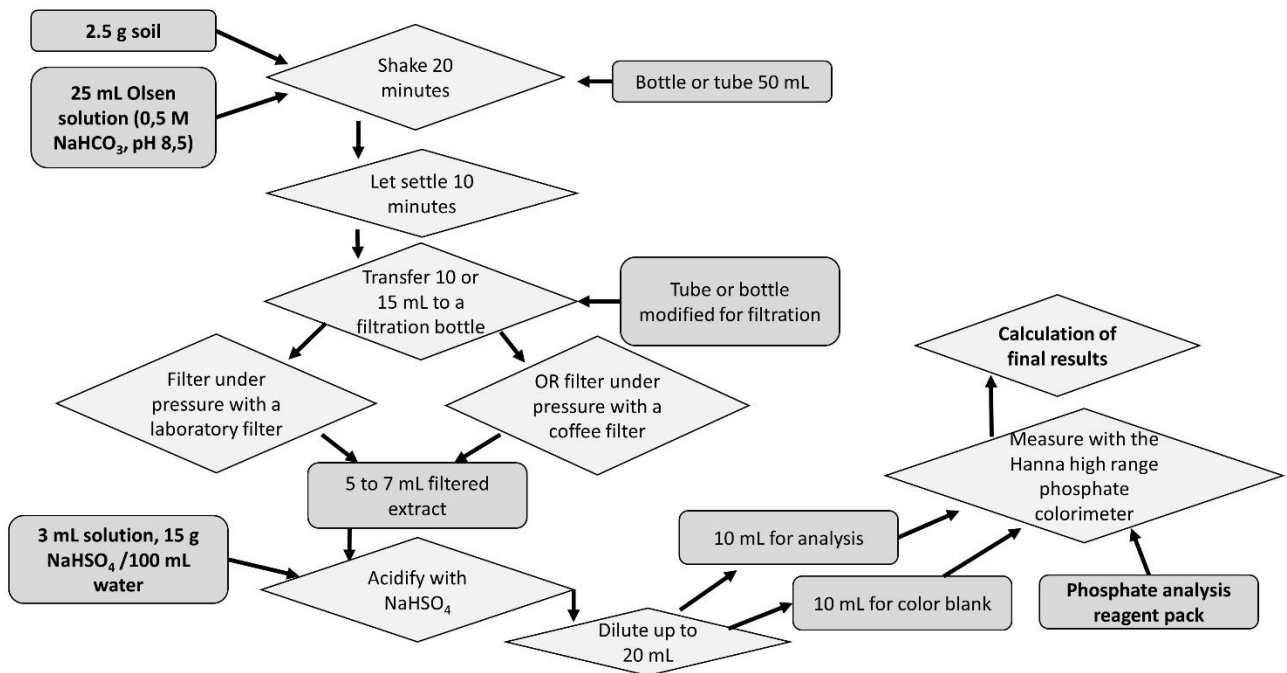 2.5 g soil
25 mL Olsen
solution (0,5 M
NaHCO₃, pH 8,5)
Shake 20
minutes
Bottle or tube 50 mL
Let settle 10
minutes
Transfer 10 or
15 mL to a
filtration bottle
Tube or bottle
modified for filtration
Filter under
pressure with a
laboratory filter
OR filter under
pressure with a
coffee filter
5 to 7 mL filtered
extract
3 mL solution, 15 g
NaHSO₄ /100 mL
water
Acidify with
NaHSO₄
Dilute up to
20 mL
10 mL for analysis
10 mL for color blank
Phosphate analysis
reagent pack
Measure with the
Hanna high range
phosphate
colorimeter
Calculation of
final results